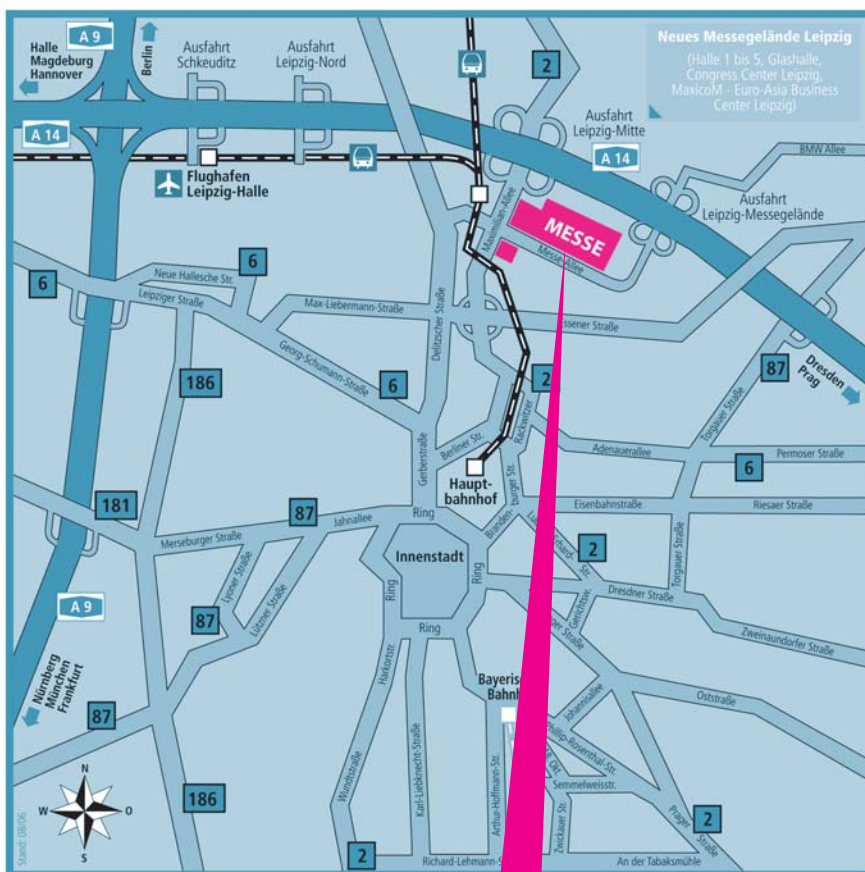 A 9
Halle
Magdeburg
Hannover
Berlin
Ausfahrt
Schkeuditz
Ausfahrt
Leipzig-Nord
2
Neues Messegelände Leipzig
(Halle 1 bis 5, Glashalle,
Congress Center Leipzig,
MaxicoM - Euro-Asia Business
Center Leipzig)
Ausfahrt
Leipzig-Mitte
A 14
A 14
BMW Allee
Flughafen
Leipzig-Halle
Ausfahrt
Leipzig-Messegelände
Maximilian-Allee
MESSE
Messe-Allee
6
Neue Hallesche Str.
6
Leipziger Str.
Max-Liebermann-Straße
Delitzscher Straße
Essener Straße
Georg-Schumann-Straße
186
6
2
87
Dresden
Prag
Torgauer Straße
Rackwitzer
Berliner Str.
Gerberstraße
Adenauerallee
Permoser Straße
6
Haupt-
bahnhof
181
87
Eisenbahnstraße
Riesaer Straße
Merseburger Straße
Jahnallee
Ring
2
Innenstadt
Ring
Ring
Ring
Lyoner Straße
Lützner Straße
87
Gerichtsw.
Dresdner Straße
Torgauer Straße
Zweinaundorfer Straße
A 9
Nürnberg
München
Frankfurt
87
Harkortstr.
Johannisallee
Oststraße
Philipp-Rosenthal-Str.
Karl-Liebknecht-Straße
Wundtstraße
Arthur-Hoffmann-Str.
Semmelweisstr.
Zwickauer Str.
Prager Straße
2
186
N
W
O
S
Stand: 08/06
2
An der Tabaksmühle